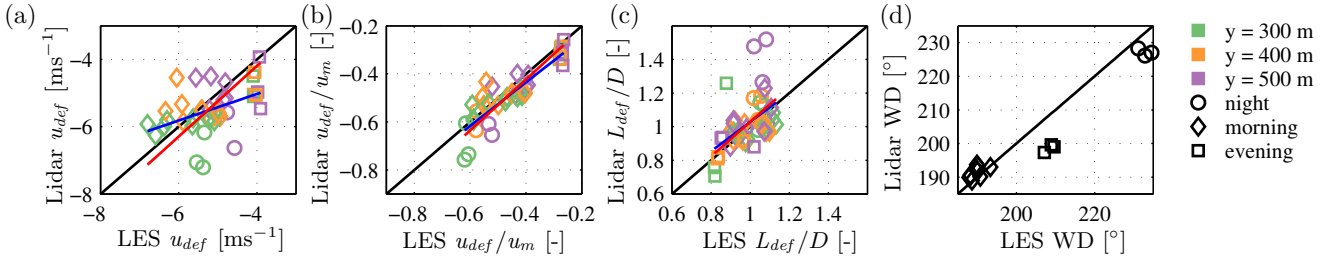 (a)
Lidar u_def [ms⁻¹]
−4
−6
−8
−8 −6 −4 −2
LES u_def [ms⁻¹]
(b)
Lidar u_def/u_m [-]
−0.2
−0.4
−0.6
−0.8
−0.8 −0.6 −0.4 −0.2
LES u_def/u_m [-]
(c)
Lidar L_def/D [-]
1.4
1.2
1
0.8
0.6
0.6 0.8 1 1.2 1.4
LES L_def/D [-]
(d)
Lidar WD [°]
230
220
210
200
190
200 220
LES WD [°]
y = 300 m
y = 400 m
y = 500 m
night
morning
evening